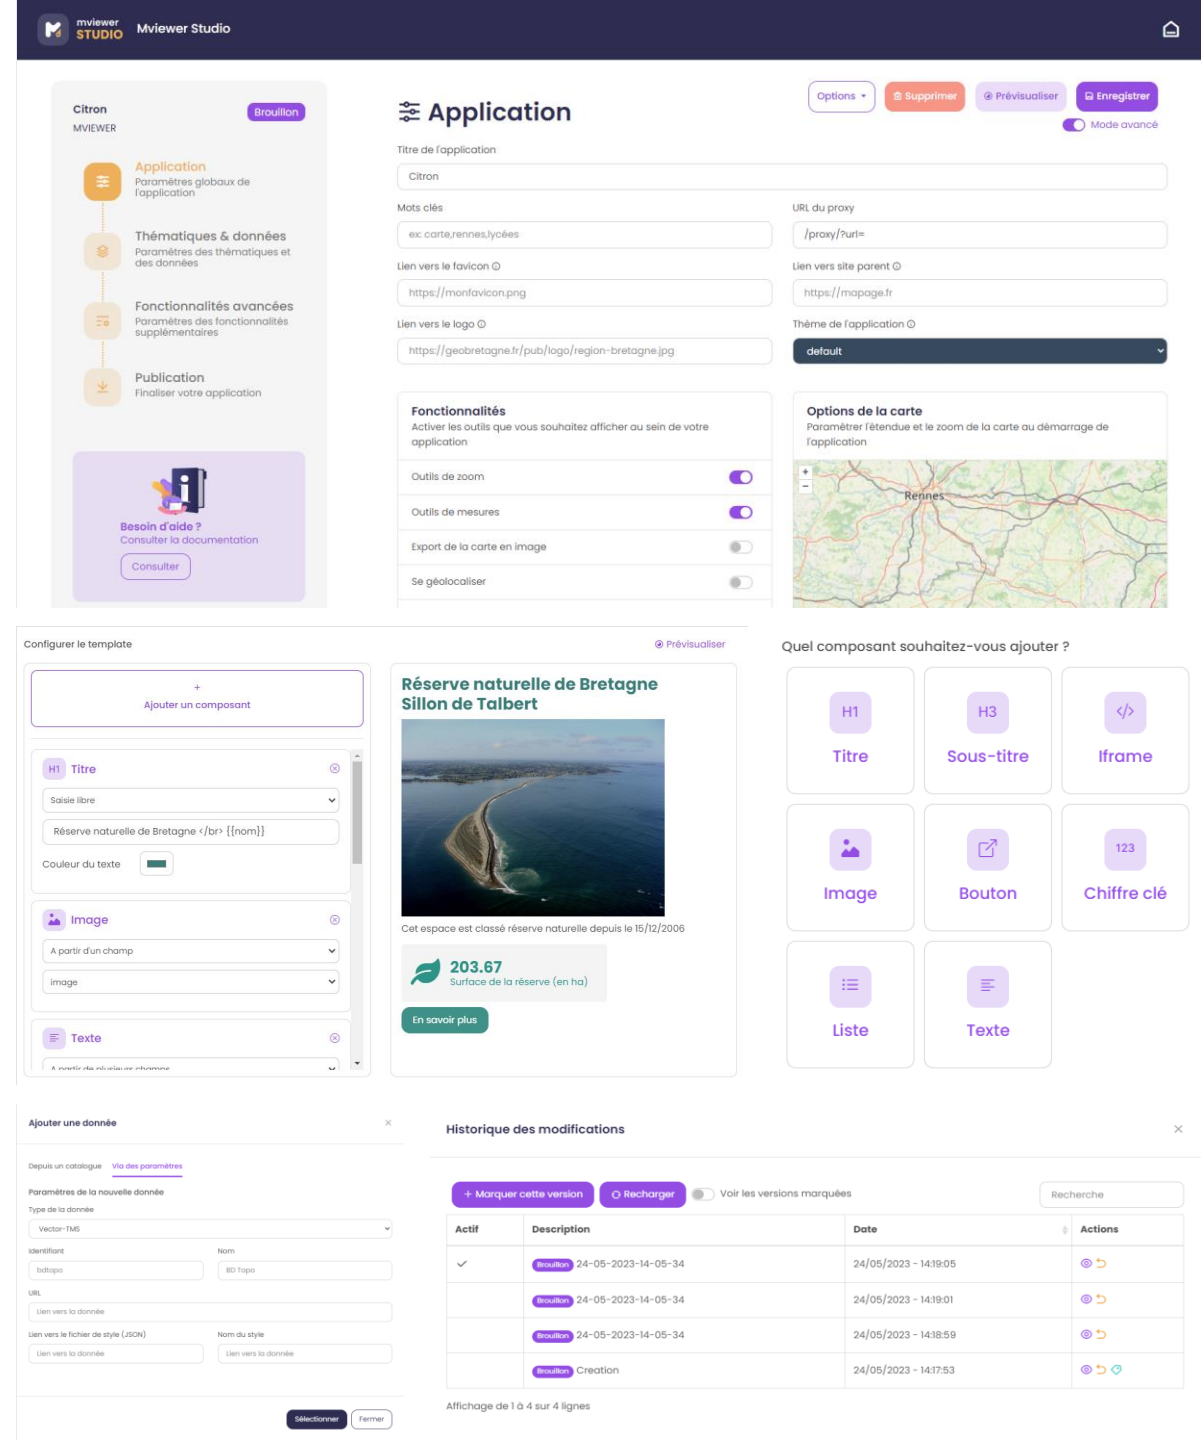 mviewer
STUDIO
Mviewer Studio
Citron
Brouillon
MVIEWER
Application
Paramètres globaux de
l'application
Thématiques & données
Paramètres des thématiques et
des données
Fonctionnalités avancées
Paramètres des fonctionnalités
supplémentaires
Publication
Finaliser votre application
Besoin d'aide ?
Consulter la documentation
Consulter
Application
Options
Supprimer
Prévisualiser
Enregistrer
Mode avancé
Titre de l'application
Citron
Mots clés
URL du proxy
ex: carte,rennes,lycées
/proxy/?url=
Lien vers le favicon
Lien vers site parent
https://monfavicon.png
https://mapage.fr
Lien vers le logo
Thème de l'application
https://geobretagne.fr/pub/logo/region-bretagne.jpg
default
Fonctionnalités
Activer les outils que vous souhaitez afficher au sein de votre
application
Outils de zoom
Outils de mesures
Export de la carte en image
Se géolocaliser
Options de la carte
Paramétrer l'étendue et le zoom de la carte au démarrage de
l'application
+
−
Rennes
Configurer le template
Prévisualiser
+
Ajouter un composant
H1 Titre
Saisie libre
Réserve naturelle de Bretagne </br> {{nom}}
Couleur du texte
Image
A partir d'un champ
image
Texte
A partir de plusieurs champs
Réserve naturelle de Bretagne
Sillon de Talbert
Cet espace est classé réserve naturelle depuis le 15/12/2006
203.67
Surface de la réserve (en ha)
En savoir plus
Quel composant souhaitez-vous ajouter ?
H1
Titre
H3
Sous-titre
</>
Iframe
Image
Bouton
123
Chiffre clé
Liste
Texte
Ajouter une donnée
Depuis un catalogue
Via des paramètres
Paramètres de la nouvelle donnée
Type de la donnée
Vector-TMS
Identifiant
Nom
bdtopo
BD Topo
URL
Lien vers la donnée
Lien vers le fichier de style (JSON)
Nom du style
Lien vers la donnée
Lien vers la donnée
Sélectionner
Fermer
Historique des modifications
+ Marquer cette version
Recharger
Voir les versions marquées
Recherche
Actif
Description
Date
Actions
Brouillon 24-05-2023-14-05-34
24/05/2023 - 14:19:05
Brouillon 24-05-2023-14-05-34
24/05/2023 - 14:19:01
Brouillon 24-05-2023-14-05-34
24/05/2023 - 14:18:59
Brouillon Creation
24/05/2023 - 14:17:53
Affichage de 1 à 4 sur 4 lignes